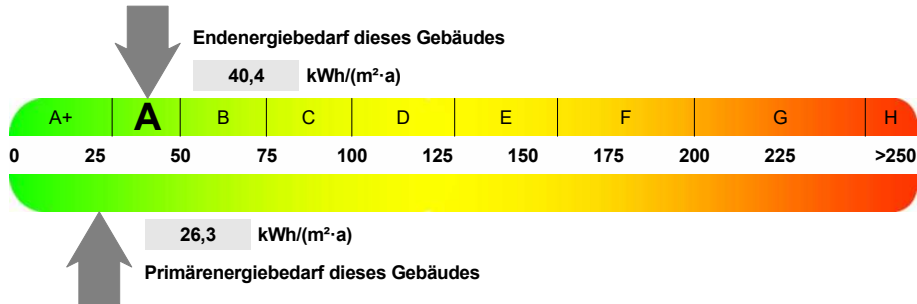 Endenergiebedarf dieses Gebäudes
40,4 kWh/(m²·a)
A+ A B C D E F G H
0 25 50 75 100 125 150 175 200 225 >250
26,3 kWh/(m²·a)
Primärenergiebedarf dieses Gebäudes